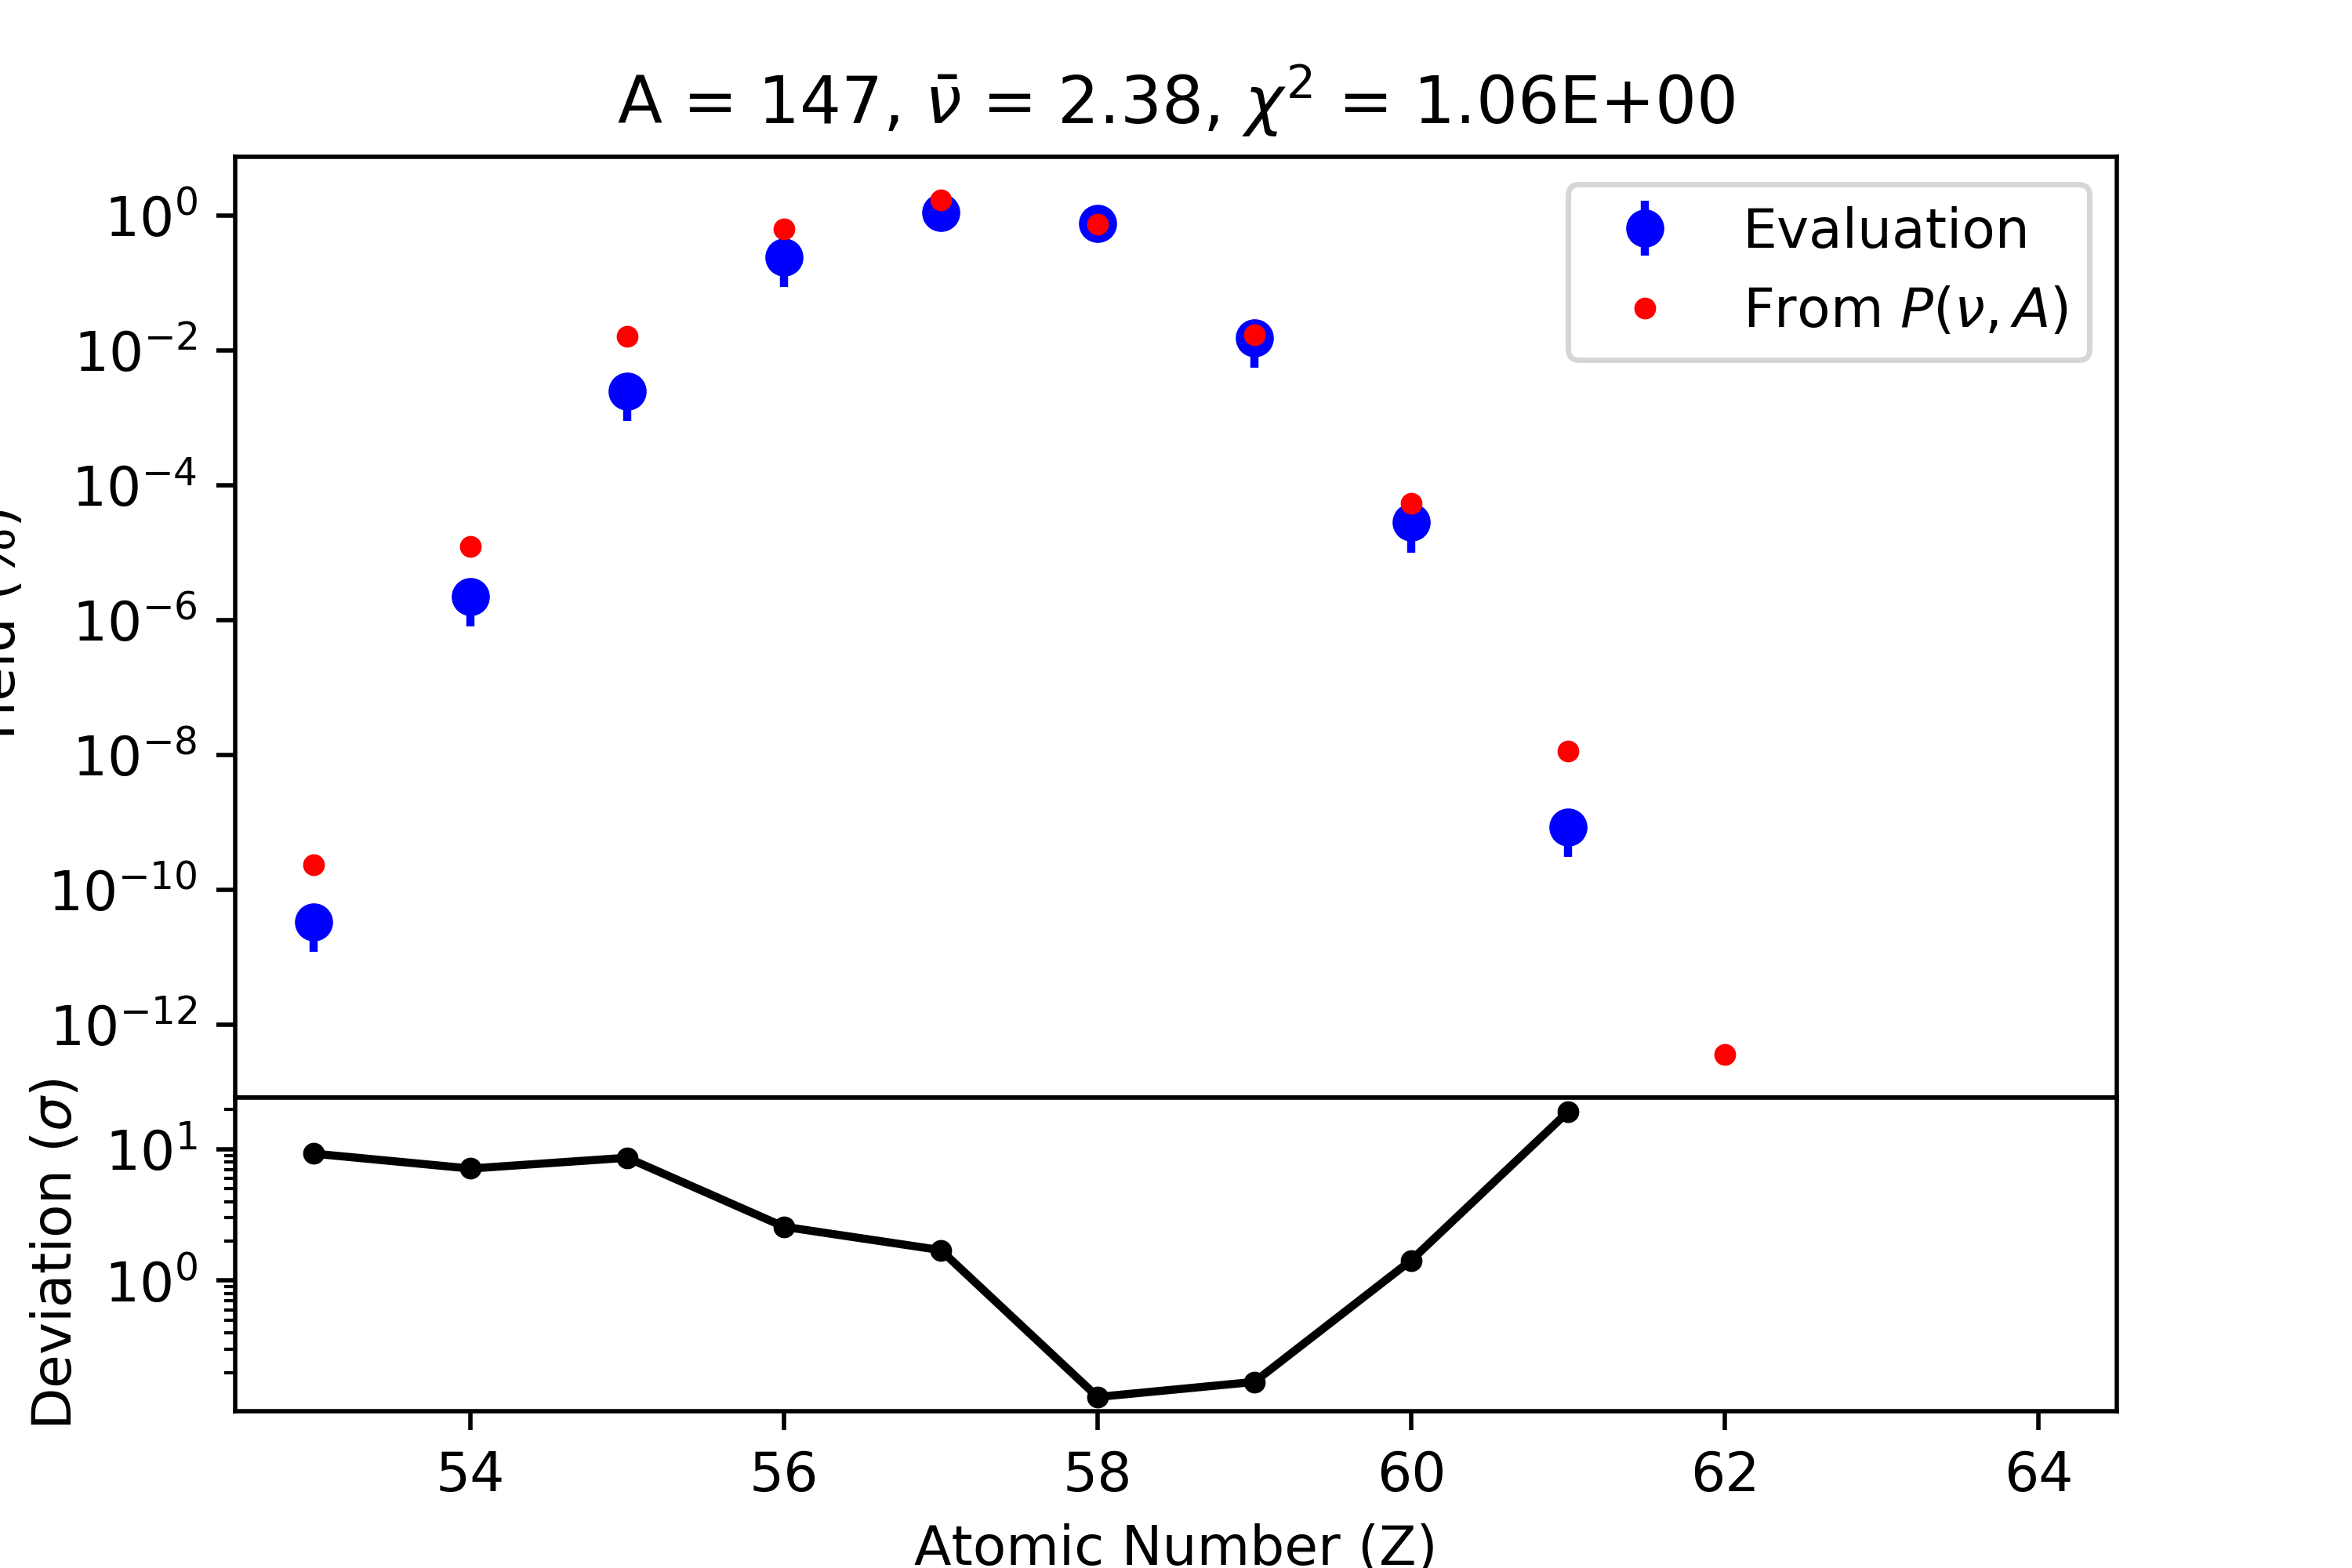 A = 147, ν̄ = 2.38, χ² = 1.06E+00
Evaluation
From P(ν, A)
10⁰
10⁻²
10⁻⁴
10⁻⁶
10⁻⁸
10⁻¹⁰
10⁻¹²
(%)
Deviation (σ)
10¹
10⁰
54 56 58 60 62 64
Atomic Number (Z)